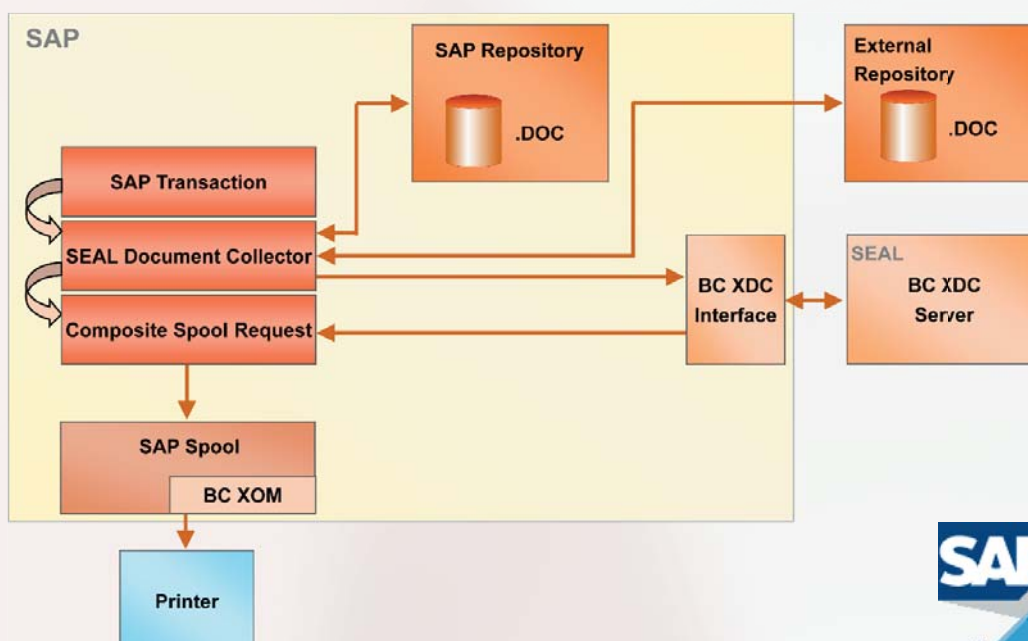 SAP
SAP Repository
.DOC
External
Repository
.DOC
SAP Transaction
SEAL Document Collector
Composite Spool Request
BC XDC
Interface
SEAL
BC XDC
Server
SAP Spool
BC XOM
Printer
SAP